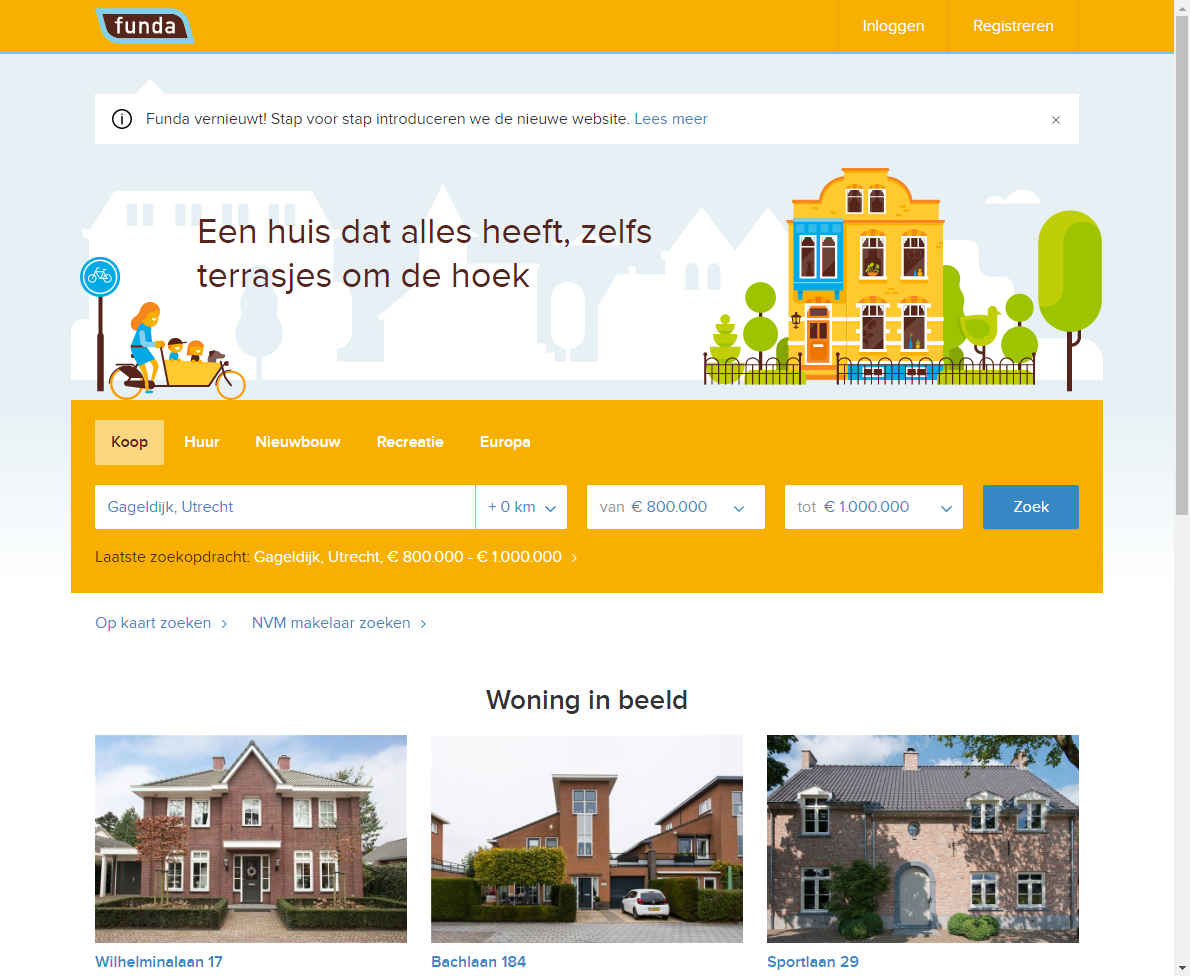 funda
Inloggen
Registreren
Funda vernieuwt! Stap voor stap introduceren we de nieuwe website. Lees meer
Een huis dat alles heeft, zelfs
terrasjes om de hoek
Koop
Huur
Nieuwbouw
Recreatie
Europa
Gageldijk, Utrecht
+ 0 km
van € 800.000
tot € 1.000.000
Zoek
Laatste zoekopdracht: Gageldijk, Utrecht, € 800.000 - € 1.000.000
Op kaart zoeken
NVM makelaar zoeken
Woning in beeld
Wilhelminalaan 17
Bachlaan 184
Sportlaan 29